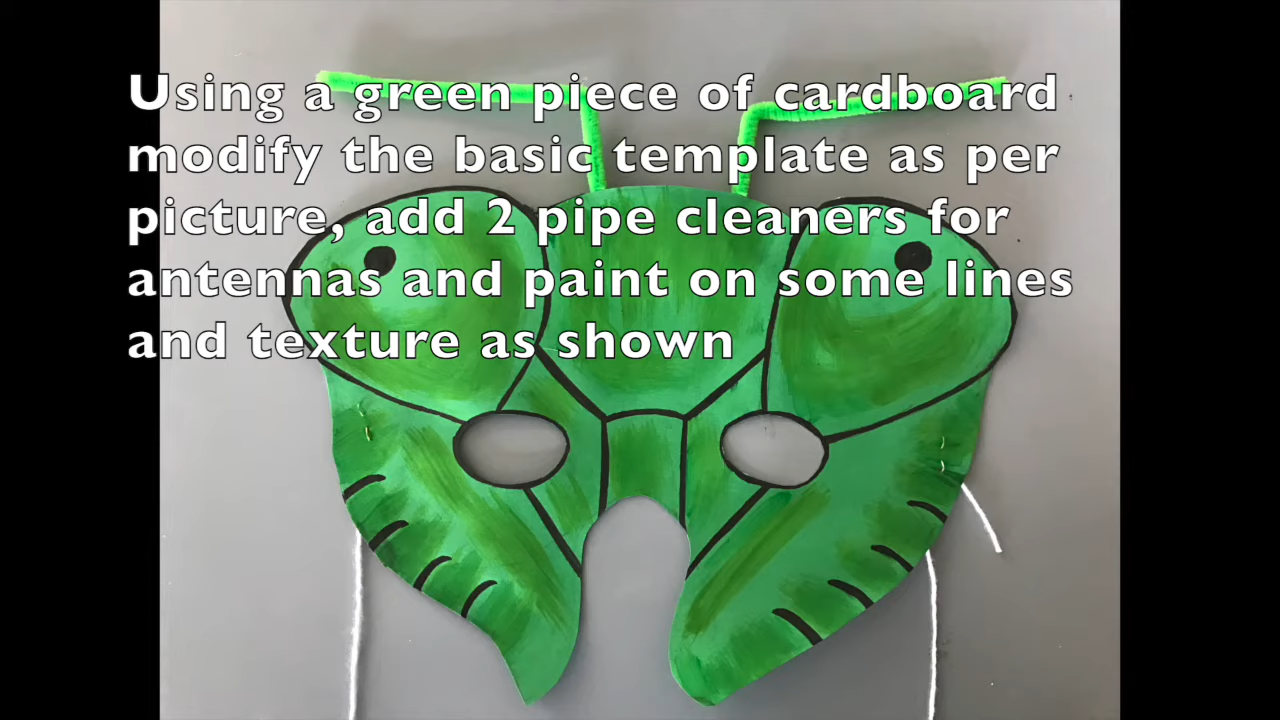 Using a green piece of cardboard
modify the basic template as per
picture, add 2 pipe cleaners for
antennas and paint on some lines
and texture as shown